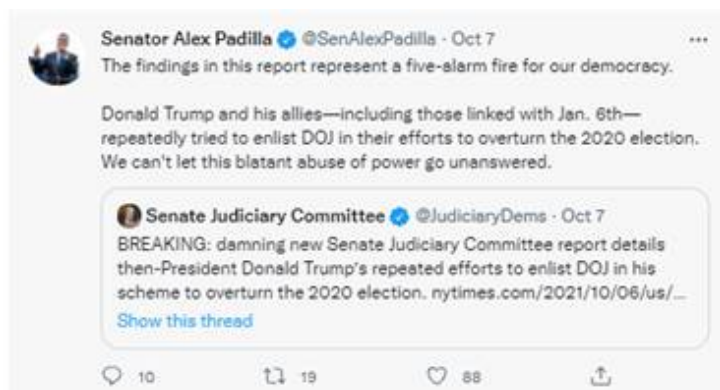 Senator Alex Padilla @SenAlexPadilla · Oct 7
The findings in this report represent a five-alarm fire for our democracy.
Donald Trump and his allies—including those linked with Jan. 6th—
repeatedly tried to enlist DOJ in their efforts to overturn the 2020 election.
We can't let this blatant abuse of power go unanswered.
Senate Judiciary Committee @JudiciaryDems · Oct 7
BREAKING: damning new Senate Judiciary Committee report details
then-President Donald Trump's repeated efforts to enlist DOJ in his
scheme to overturn the 2020 election. nytimes.com/2021/10/06/us/...
Show this thread
10 19 88